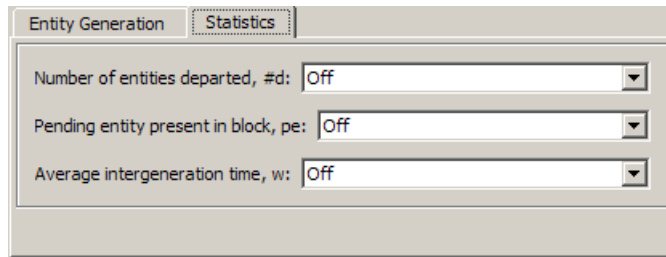 Entity Generation Statistics
Number of entities departed, #d: Off
Pending entity present in block, pe: Off
Average intergeneration time, w: Off